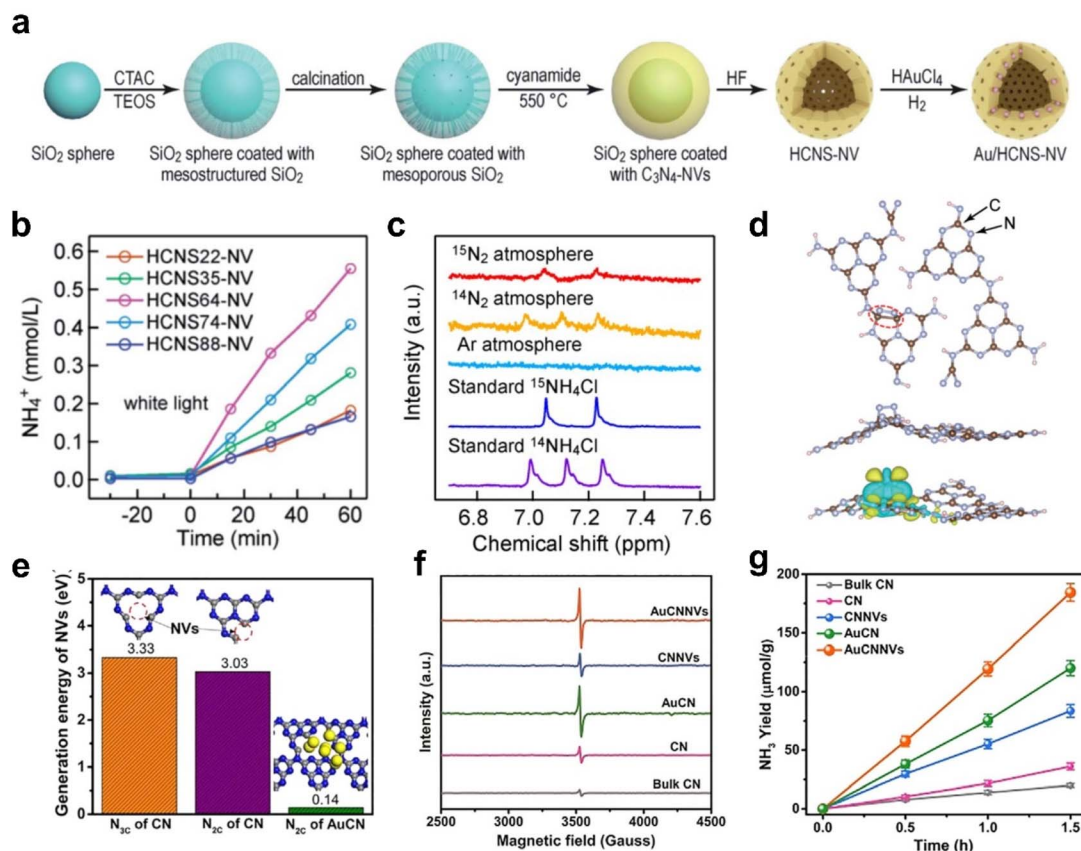 a
CTAC
TEOS
calcination
cyanamide
550 °C
HF
HAuCl4
H2
SiO2 sphere
SiO2 sphere coated with
mesostructured SiO2
SiO2 sphere coated with
mesoporous SiO2
SiO2 sphere coated
with C3N4-NVs
HCNS-NV
Au/HCNS-NV
b
NH4+ (mmol/L)
0.6
0.5
0.4
0.3
0.2
0.1
0.0
HCNS22-NV
HCNS35-NV
HCNS64-NV
HCNS74-NV
HCNS88-NV
white light
-30 0 15 30 45 60
Time (min)
c
Intensity (a.u.)
15N2 atmosphere
14N2 atmosphere
Ar atmosphere
Standard 15NH4Cl
Standard 14NH4Cl
6.8 7.0 7.2 7.4 7.6
Chemical shift (ppm)
d
C
N
e
Generation energy of NVs (eV)
5
4
3
2
1
0
NVs
3.33
3.03
0.14
N3C of CN N2C of CN N2C of AuCN
f
Intensity (a.u.)
AuCNNVs
CNNVs
AuCN
CN
Bulk CN
2500 3000 3500 4000 4500
Magnetic field (Gauss)
g
NH3 Yield (μmol/g)
200
150
100
50
0
Bulk CN
CN
CNNVs
AuCN
AuCNNVs
0.0 0.5 1.0 1.5
Time (h)